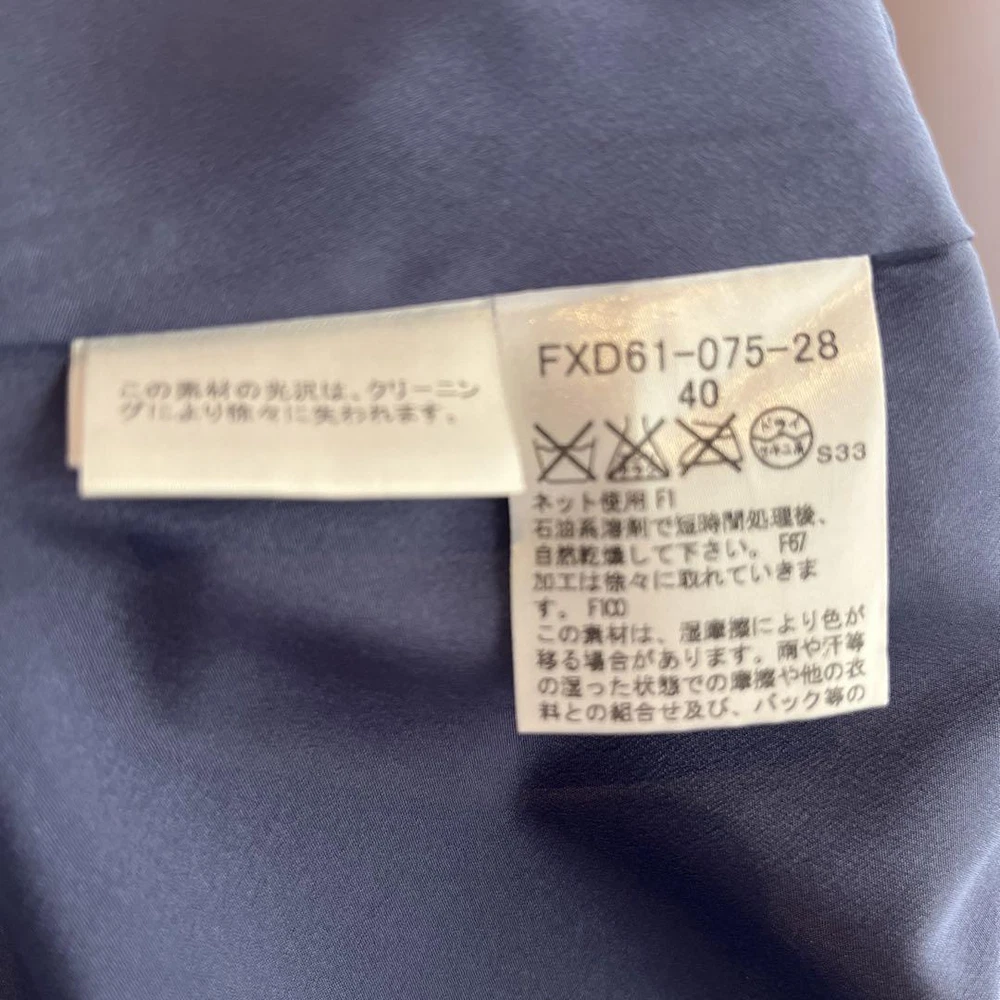 この素材の光沢は、クリーニン
グにより徐々に失われます。
FXD61-075-28
40
ドライ
セキユ系
S33
ネット使用 F1
石油系溶剤で短時間処理後、
自然乾燥して下さい。 F67
加工は徐々に取れていきま
す。 F100
この素材は、湿摩擦により色が
移る場合があります。雨や汗等
の湿った状態での摩擦や他の衣
料との組合せ及び、バック等の